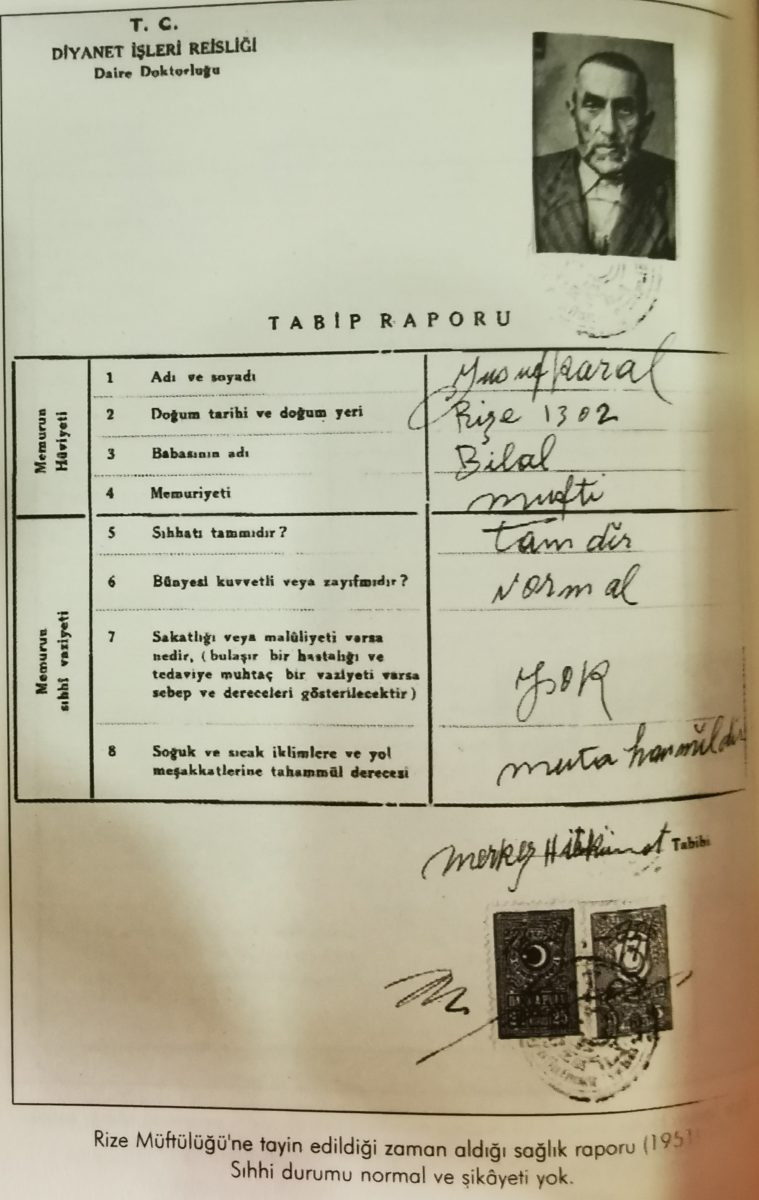 T. C.
DİYANET İŞLERİ REİSLİĞİ
Daire Doktorluğu
TABİP RAPORU
Memurun Hüviyeti
1 Adı ve soyadı Yusuf Karal
2 Doğum tarihi ve doğum yeri Rize 1302
3 Babasının adı Bilal
4 Memuriyeti mufti
Memurun sıhhî vaziyeti
5 Sıhhatı tammıdır? Tamdir
6 Bünyesi kuvvetli veya zayıfmıdır? Normal
7 Sakatlığı veya malûliyeti varsa
nedir, (bulaşır bir hastalığı ve
tedaviye muhtaç bir vaziyeti varsa
sebep ve dereceleri gösterilecektir) yok
8 Soğuk ve sıcak iklimlere ve yol
meşakkatlerine tahammül derecesi mutahammüldir
Merkez Hükümet Tabibi
Rize Müftülüğü'ne tayin edildiği zaman aldığı sağlık raporu
Sıhhi durumu normal ve şikâyeti yok.